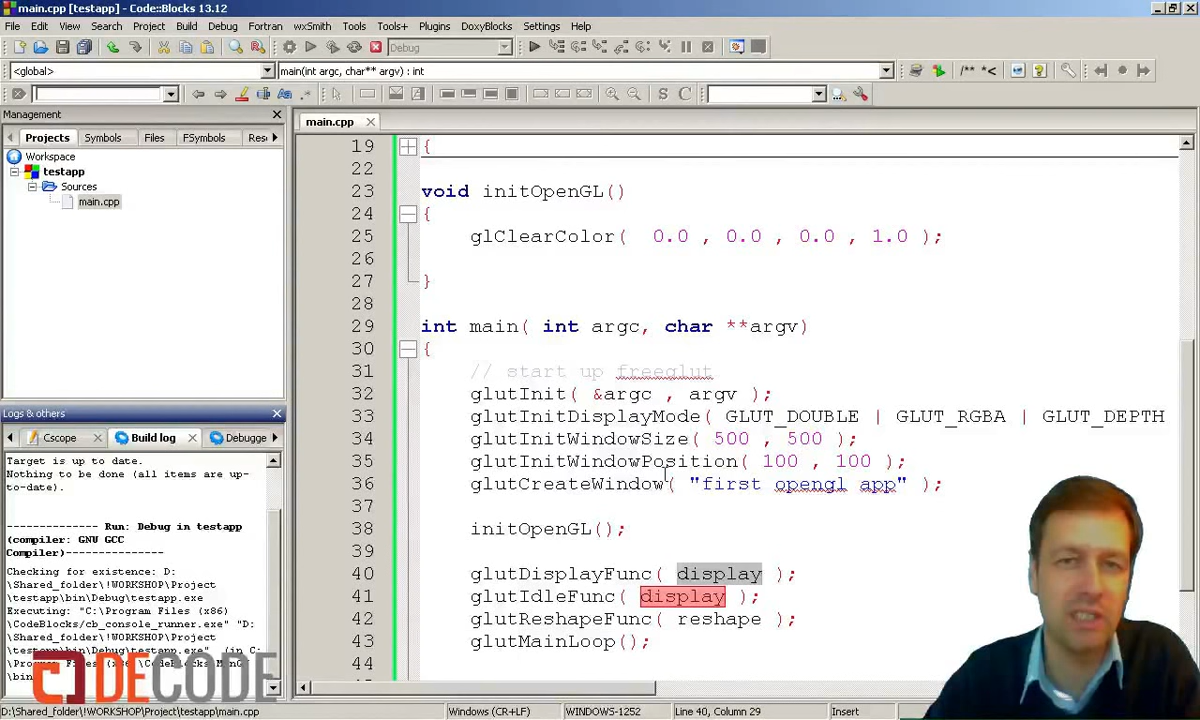 main.cpp [testapp] - Code::Blocks 13.12
File Edit View Search Project Build Debug Fortran wxSmith Tools Tools+ Plugins DoxyBlocks Settings Help
Debug
<global> main(int argc, char** argv) : int
/** *<
S C
Management
Projects Symbols Files FSymbols
Workspace
testapp
Sources
main.cpp
Logs & others
Cscope Build log Debugge
Target is up to date.
Nothing to be done (all items are up-
to-date).
-------------- Run: Debug in testapp
(compiler: GNU GCC
Compiler)---------------
Checking for existence: D:
\Shared_folder\!WORKSHOP\Project
\testapp\bin\Debug\testapp.exe
Executing: "C:\Program Files (x86)
\CodeBlocks/cb_console_runner.exe" "D:
\Shared_folder\!WORKSHOP\Project
\testapp\bin\Debug\testapp.exe" (in C:
DECODE
main.cpp
19 {
22
23 void initOpenGL()
24 {
25 glClearColor( 0.0 , 0.0 , 0.0 , 1.0 );
26
27 }
28
29 int main( int argc, char **argv)
30 {
31 // start up freeglut
32 glutInit( &argc , argv );
33 glutInitDisplayMode( GLUT_DOUBLE | GLUT_RGBA | GLUT_DEPTH
34 glutInitWindowSize( 500 , 500 );
35 glutInitWindowPosition( 100 , 100 );
36 glutCreateWindow( "first opengl app" );
37
38 initOpenGL();
39
40 glutDisplayFunc( display );
41 glutIdleFunc( display );
42 glutReshapeFunc( reshape );
43 glutMainLoop();
44
D:\Shared_folder\!WORKSHOP\Project\testapp\main.cpp Windows (CR+LF) WINDOWS-1252 Line 40, Column 29 Insert